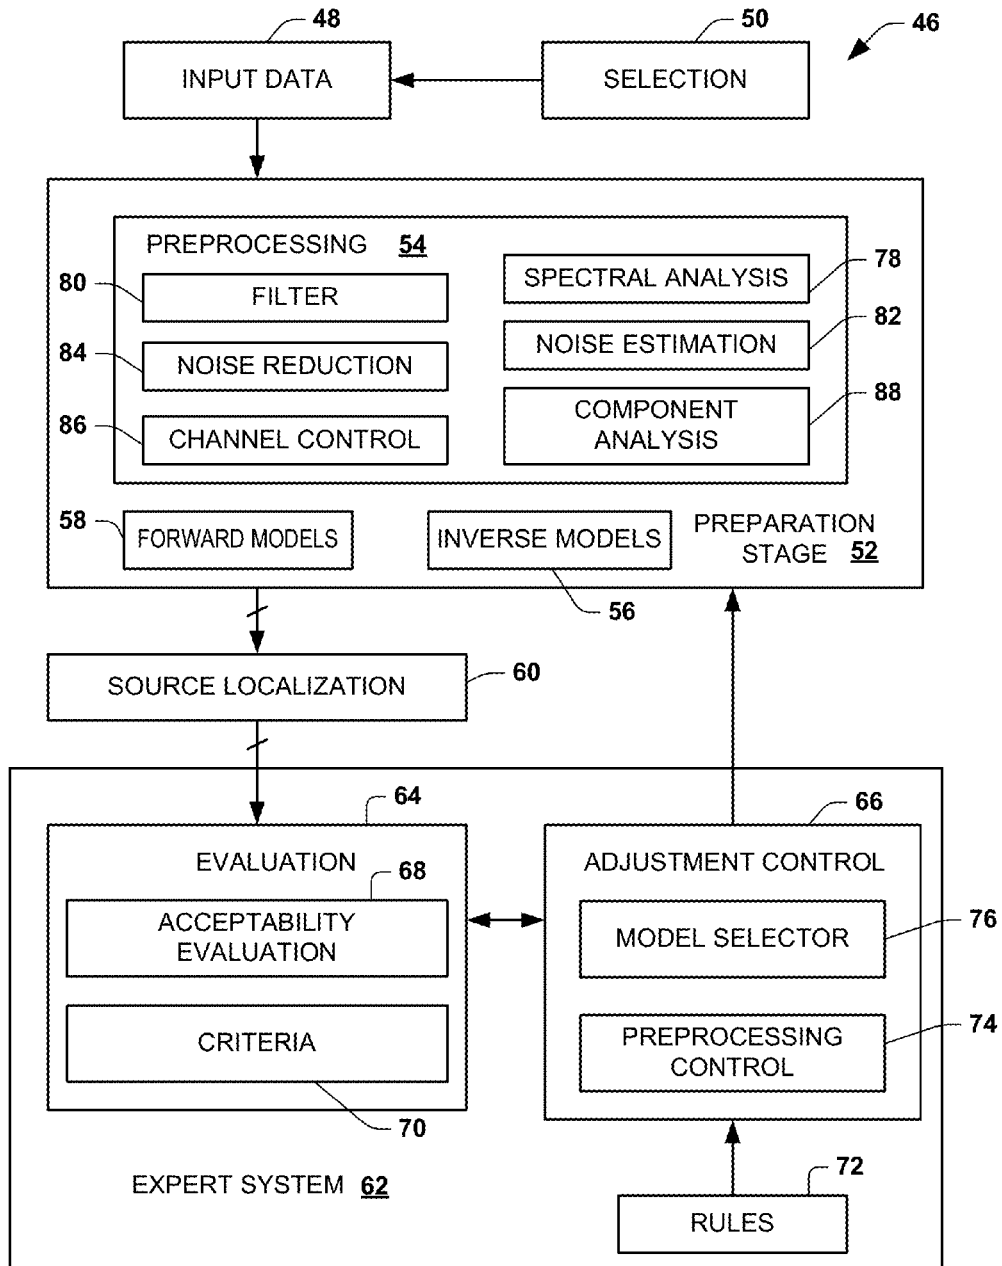 48
50
46
INPUT DATA
SELECTION
PREPROCESSING 54
80
FILTER
SPECTRAL ANALYSIS
78
84
NOISE REDUCTION
NOISE ESTIMATION
82
86
CHANNEL CONTROL
COMPONENT
ANALYSIS
88
58
FORWARD MODELS
INVERSE MODELS
56
PREPARATION
STAGE 52
SOURCE LOCALIZATION
60
64
EVALUATION
68
ACCEPTABILITY
EVALUATION
CRITERIA
70
66
ADJUSTMENT CONTROL
MODEL SELECTOR
76
PREPROCESSING
CONTROL
74
EXPERT SYSTEM 62
72
RULES